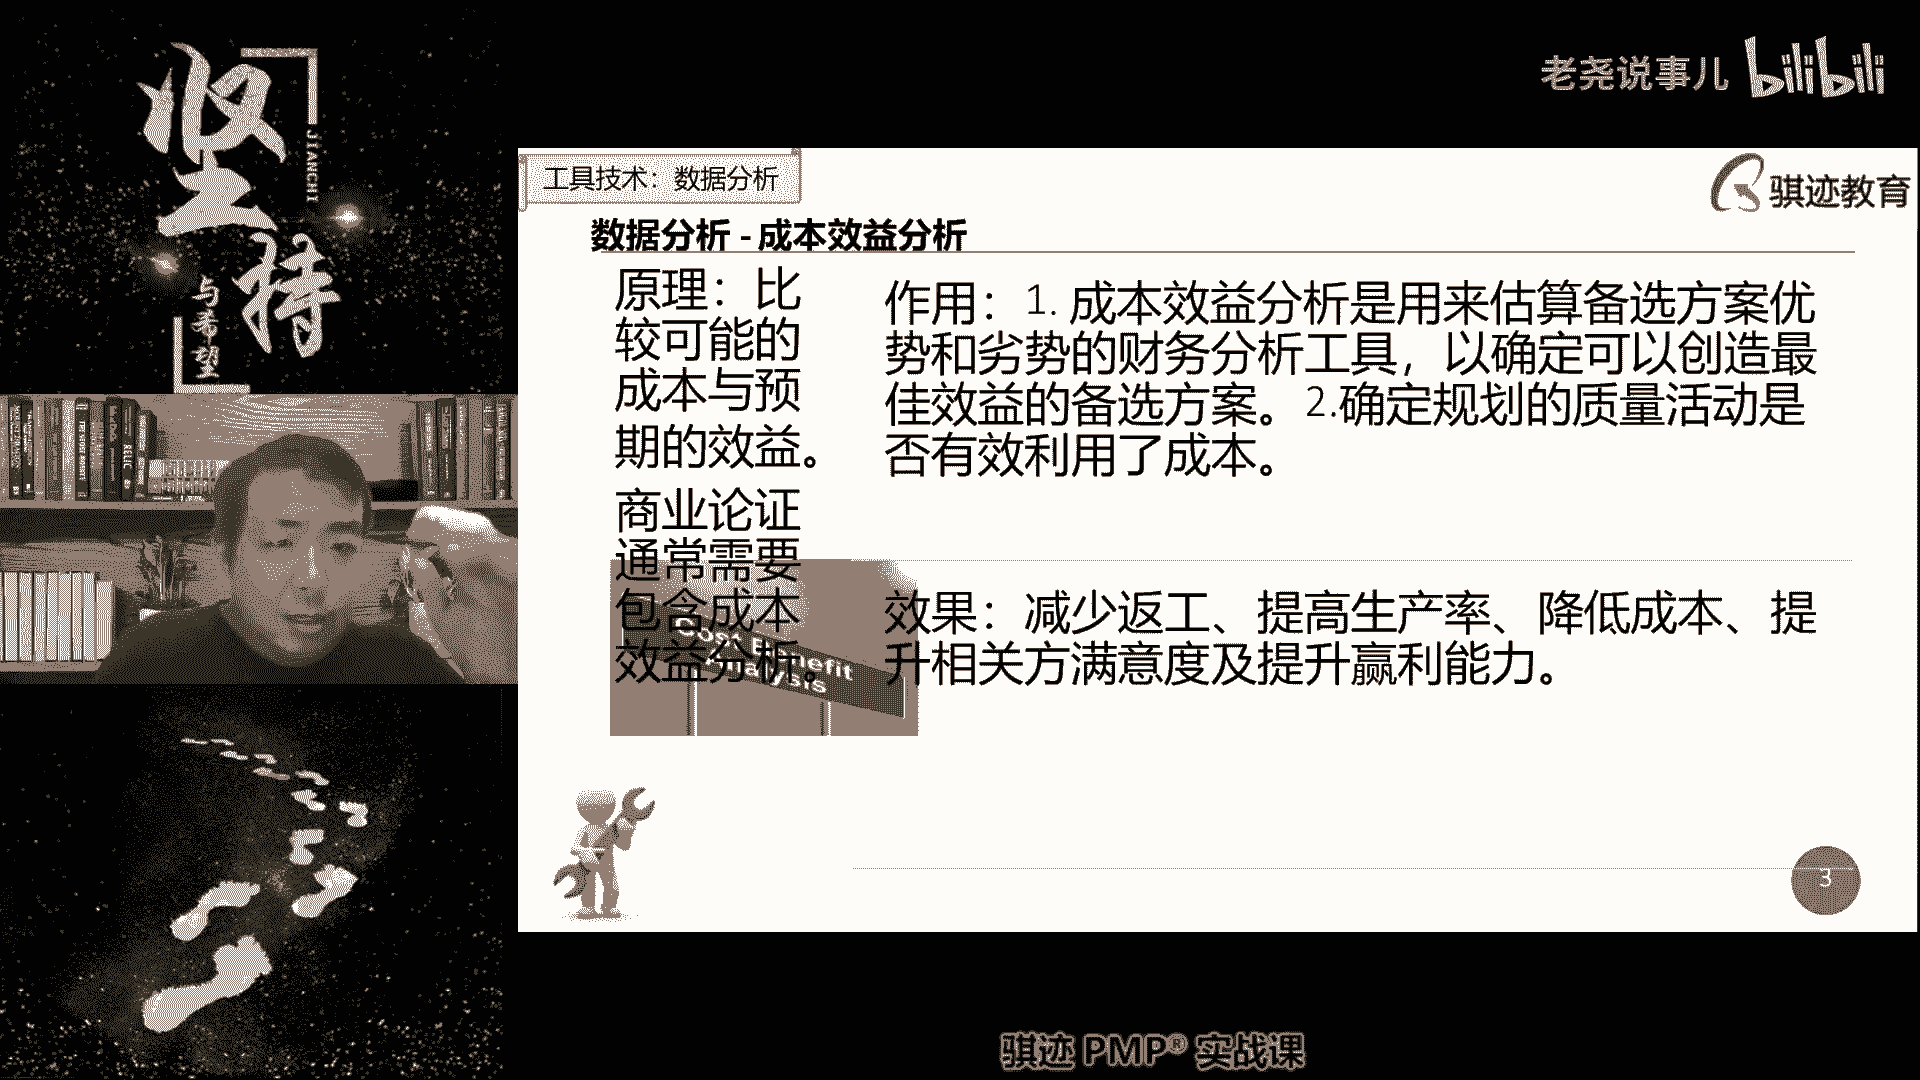 坚持
JIANCHI
与希望
老尧说事儿 bilibili
工具技术：数据分析
骐迹教育
数据分析 - 成本效益分析
原理：比
较可能的
成本与预
期的效益。
商业论证
通常需要
包含成本
效益分析。
作用：1. 成本效益分析是用来估算备选方案优
势和劣势的财务分析工具，以确定可以创造最
佳效益的备选方案。2.确定规划的质量活动是
否有效利用了成本。
Cost Benefit
Analysis
效果：减少返工、提高生产率、降低成本、提
升相关方满意度及提升赢利能力。
3
骐迹 PMP® 实战课